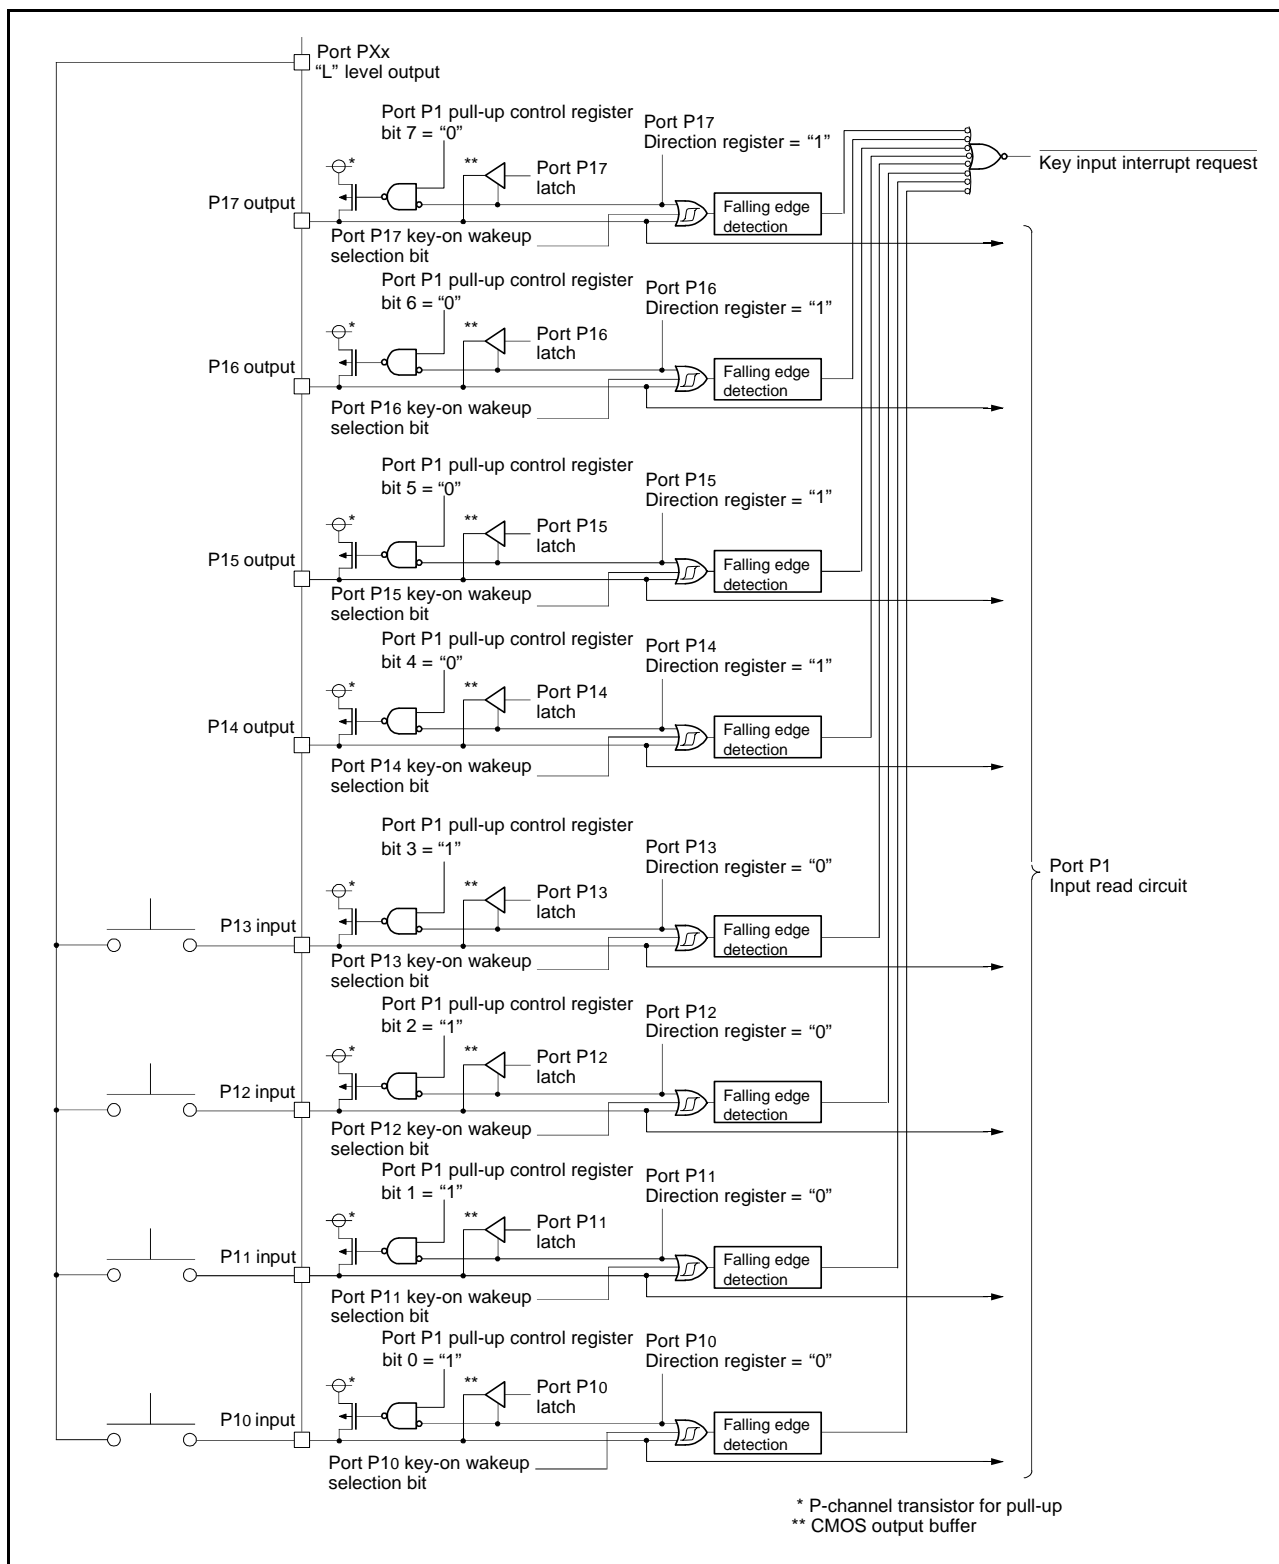 Port PXx
“L” level output
Port P1 pull-up control register
bit 7 = “0”
Port P17
Direction register = “1”
*
**
Port P17
latch
Key input interrupt request
P17 output
Falling edge
detection
Port P17 key-on wakeup
selection bit
Port P1 pull-up control register
bit 6 = “0”
Port P16
Direction register = “1”
*
**
Port P16
latch
P16 output
Falling edge
detection
Port P16 key-on wakeup
selection bit
Port P1 pull-up control register
bit 5 = “0”
Port P15
Direction register = “1”
*
**
Port P15
latch
P15 output
Falling edge
detection
Port P15 key-on wakeup
selection bit
Port P1 pull-up control register
bit 4 = “0”
Port P14
Direction register = “1”
*
**
Port P14
latch
P14 output
Falling edge
detection
Port P14 key-on wakeup
selection bit
Port P1 pull-up control register
bit 3 = “1”
Port P13
Direction register = “0”
Port P1
Input read circuit
*
**
Port P13
latch
P13 input
Falling edge
detection
Port P13 key-on wakeup
selection bit
Port P1 pull-up control register
bit 2 = “1”
Port P12
Direction register = “0”
*
**
Port P12
latch
P12 input
Falling edge
detection
Port P12 key-on wakeup
selection bit
Port P1 pull-up control register
bit 1 = “1”
Port P11
Direction register = “0”
*
**
Port P11
latch
P11 input
Falling edge
detection
Port P11 key-on wakeup
selection bit
Port P1 pull-up control register
bit 0 = “1”
Port P10
Direction register = “0”
*
**
Port P10
latch
P10 input
Falling edge
detection
Port P10 key-on wakeup
selection bit
* P-channel transistor for pull-up
** CMOS output buffer